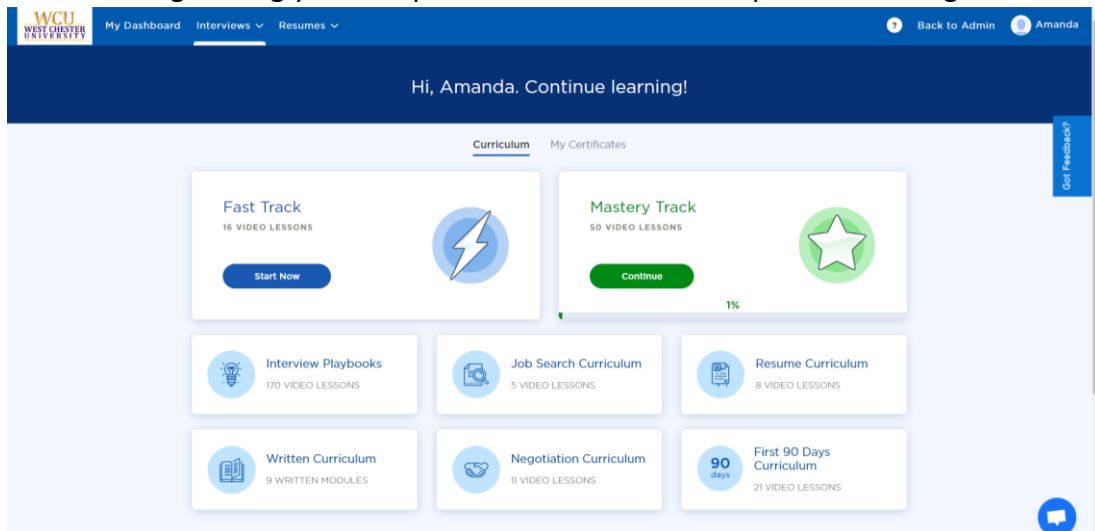 WCU
WEST CHESTER
UNIVERSITY
My Dashboard Interviews Resumes ? Back to Admin Amanda
Hi, Amanda. Continue learning!
Got Feedback?
Curriculum My Certificates
Fast Track
16 VIDEO LESSONS
Start Now
Mastery Track
50 VIDEO LESSONS
Continue
1%
Interview Playbooks
170 VIDEO LESSONS
Job Search Curriculum
5 VIDEO LESSONS
Resume Curriculum
8 VIDEO LESSONS
Written Curriculum
9 WRITTEN MODULES
Negotiation Curriculum
11 VIDEO LESSONS
90
days
First 90 Days
Curriculum
21 VIDEO LESSONS